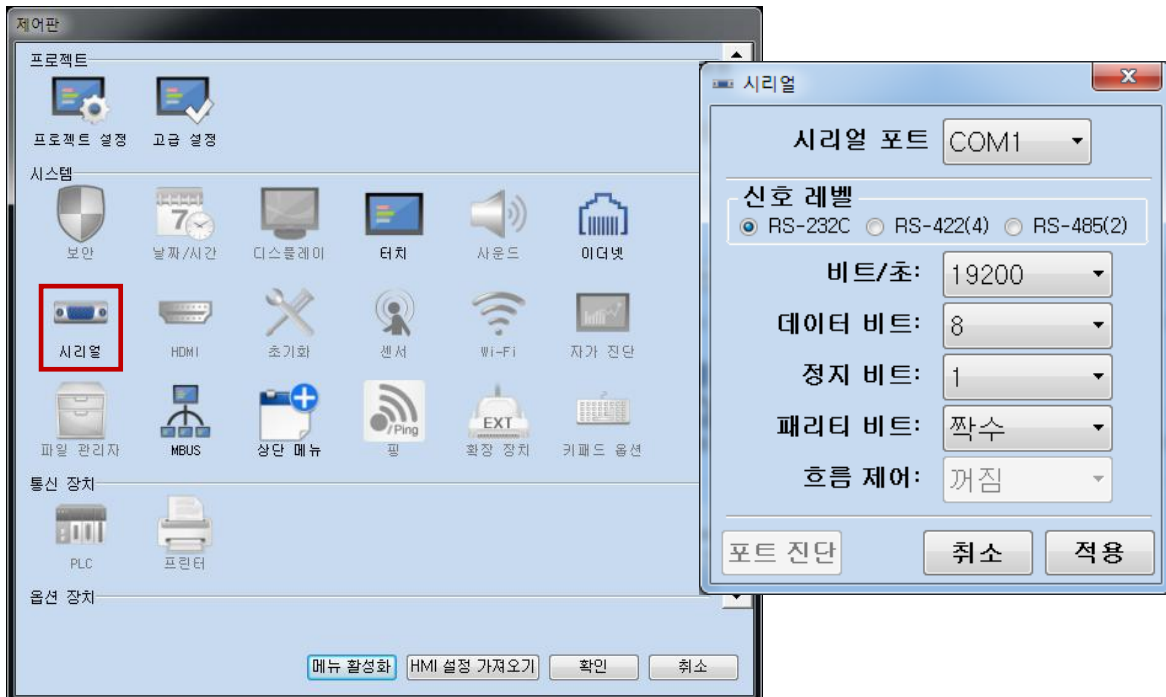 제어판
프로젝트
프로젝트 설정
고급 설정
시스템
보안
7
날짜/시간
디스플레이
터치
사운드
이더넷
시리얼
HDMI
초기화
센서
Wi-Fi
자가 진단
파일 관리자
MBUS
상단 메뉴
/Ping
핑
EXT
확장 장치
키패드 옵션
통신 장치
PLC
프린터
옵션 장치
메뉴 활성화
HMI 설정 가져오기
확인
취소
시리얼
시리얼 포트 COM1
신호 레벨
RS-232C RS-422(4) RS-485(2)
비트/초: 19200
데이터 비트: 8
정지 비트: 1
패리티 비트: 짝수
흐름 제어: 꺼짐
포트 진단 취소 적용